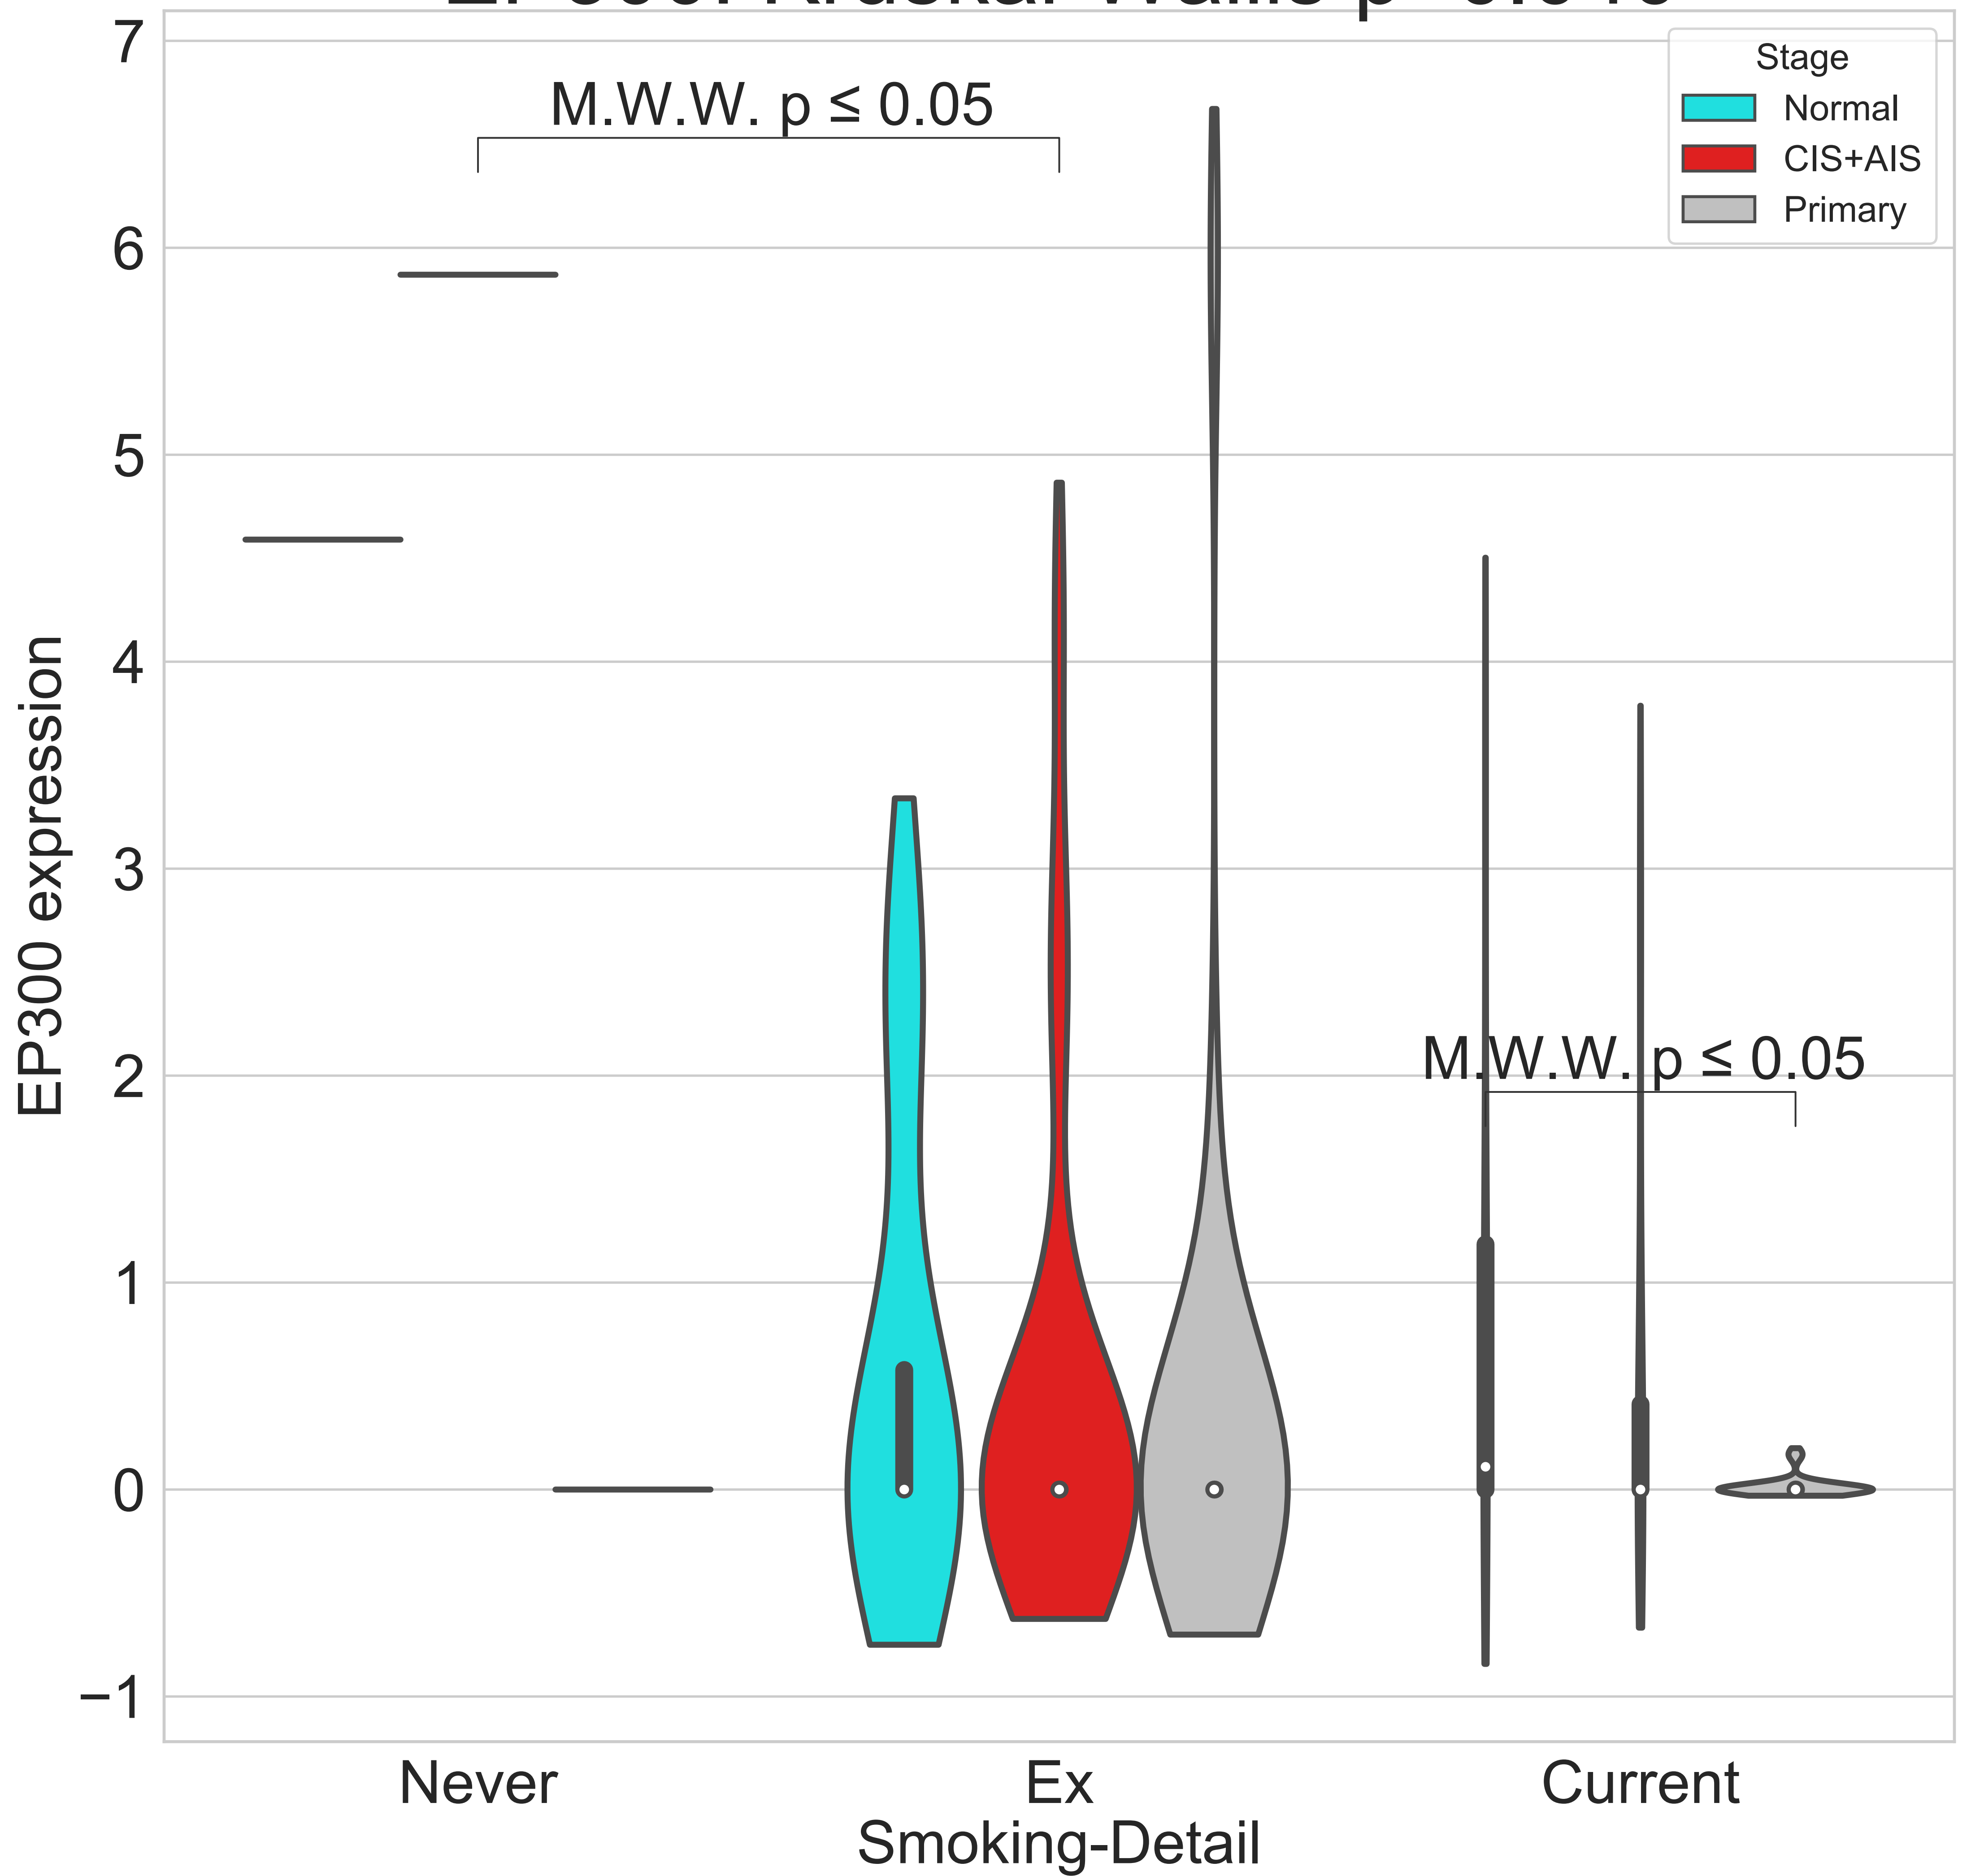 7
6
5
4
3
2
1
0
−1
EP300 expression
M.W.W. p ≤ 0.05
M.W.W. p ≤ 0.05
Stage
Normal
CIS+AIS
Primary
Never
Ex
Current
Smoking-Detail